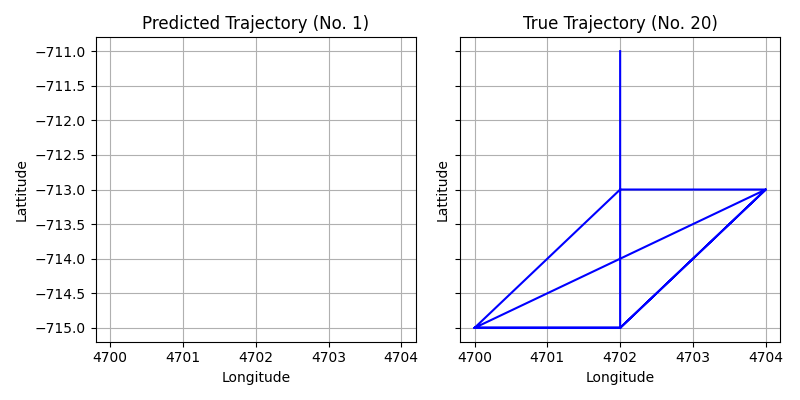 Predicted Trajectory (No. 1)
True Trajectory (No. 20)
−711.0
−711.5
−712.0
−712.5
−713.0
−713.5
−714.0
−714.5
−715.0
Lattitude
4700 4701 4702 4703 4704
Longitude
Lattitude
4700 4701 4702 4703 4704
Longitude